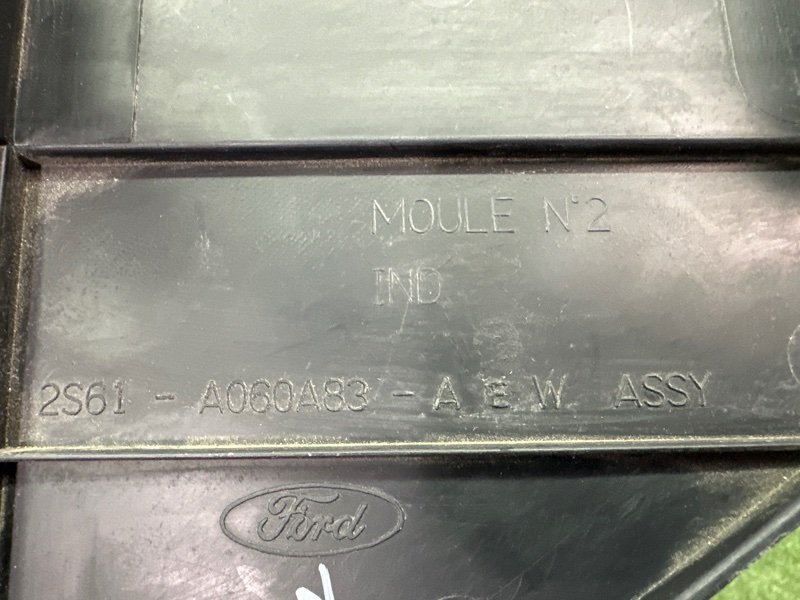 MOULE N°2
IND
2S61 - A060A83 - A E W ASSY
Ford